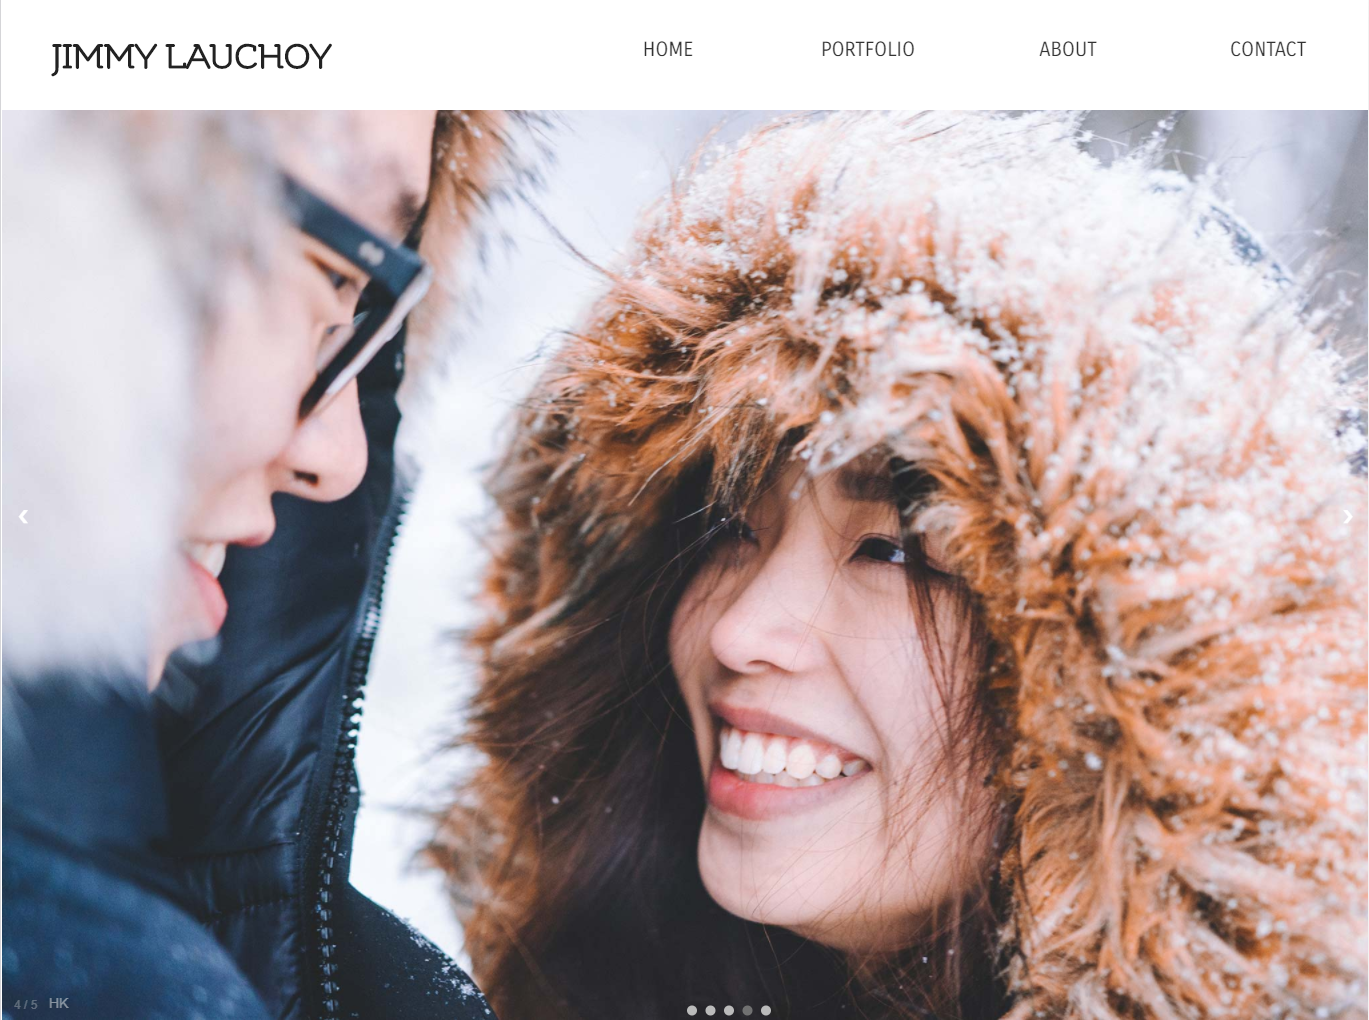 JIMMY LAUCHOY
HOME PORTFOLIO ABOUT CONTACT
‹ ›
4 / 5 HK